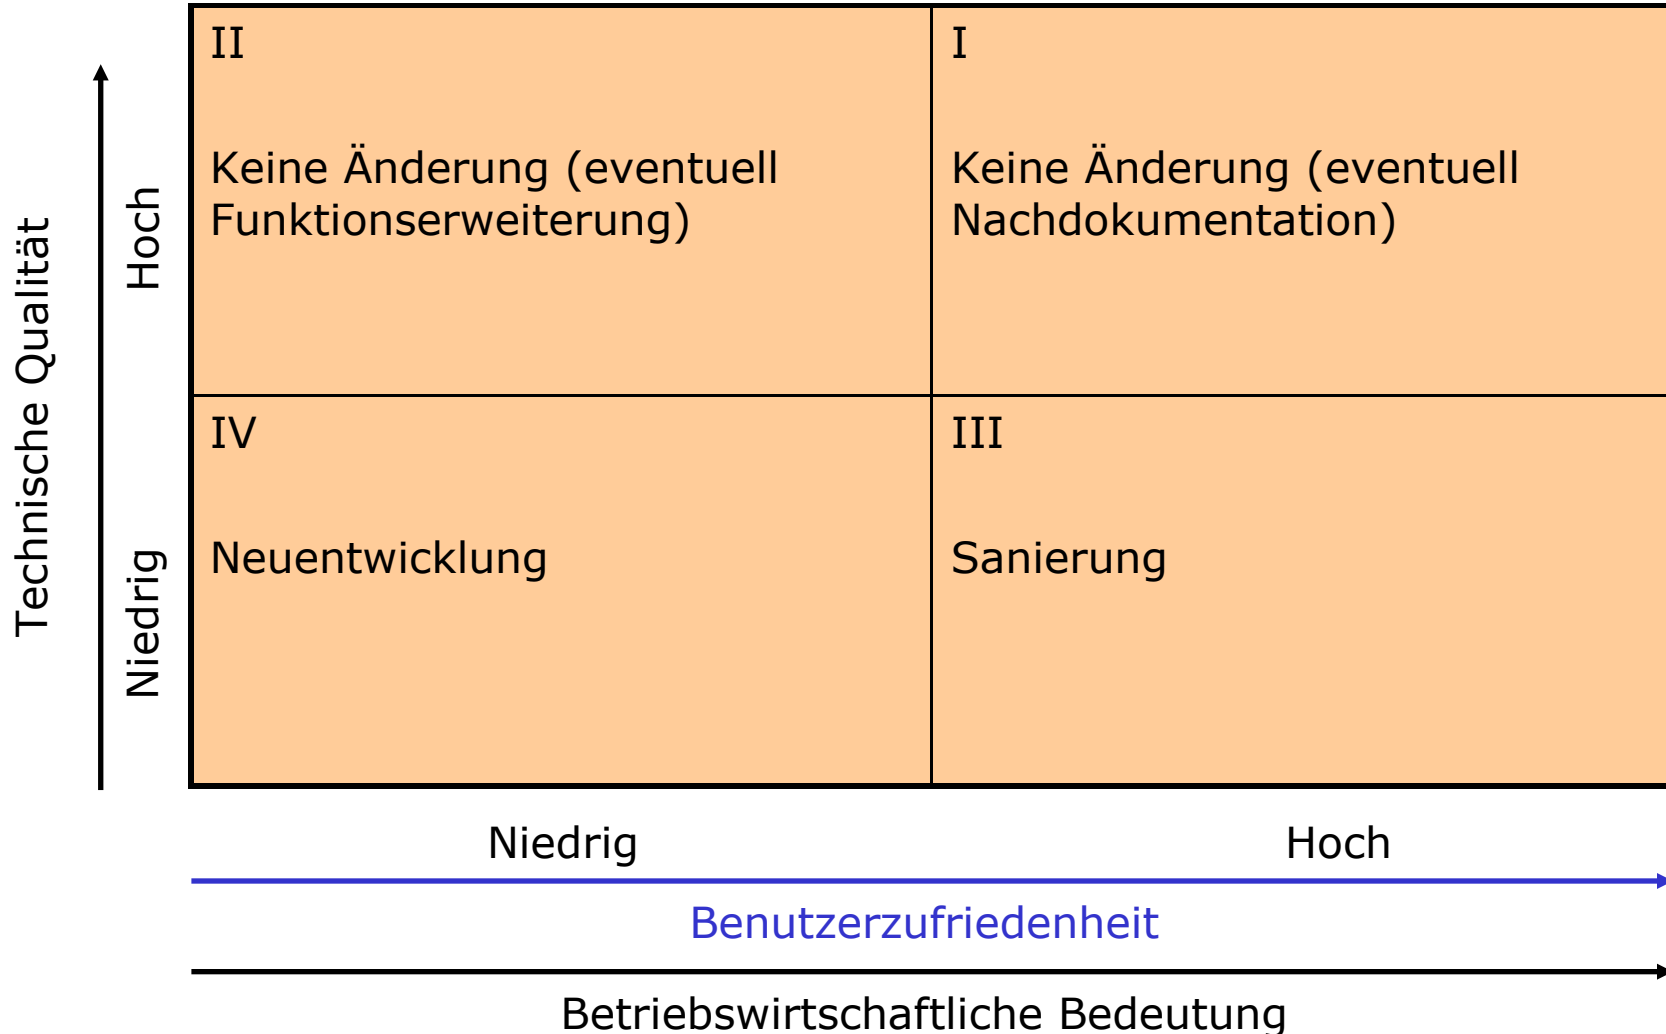 Technische Qualität
Hoch
Niedrig
II
Keine Änderung (eventuell
Funktionserweiterung)
I
Keine Änderung (eventuell
Nachdokumentation)
IV
Neuentwicklung
III
Sanierung
Niedrig
Hoch
Benutzerzufriedenheit
Betriebswirtschaftliche Bedeutung